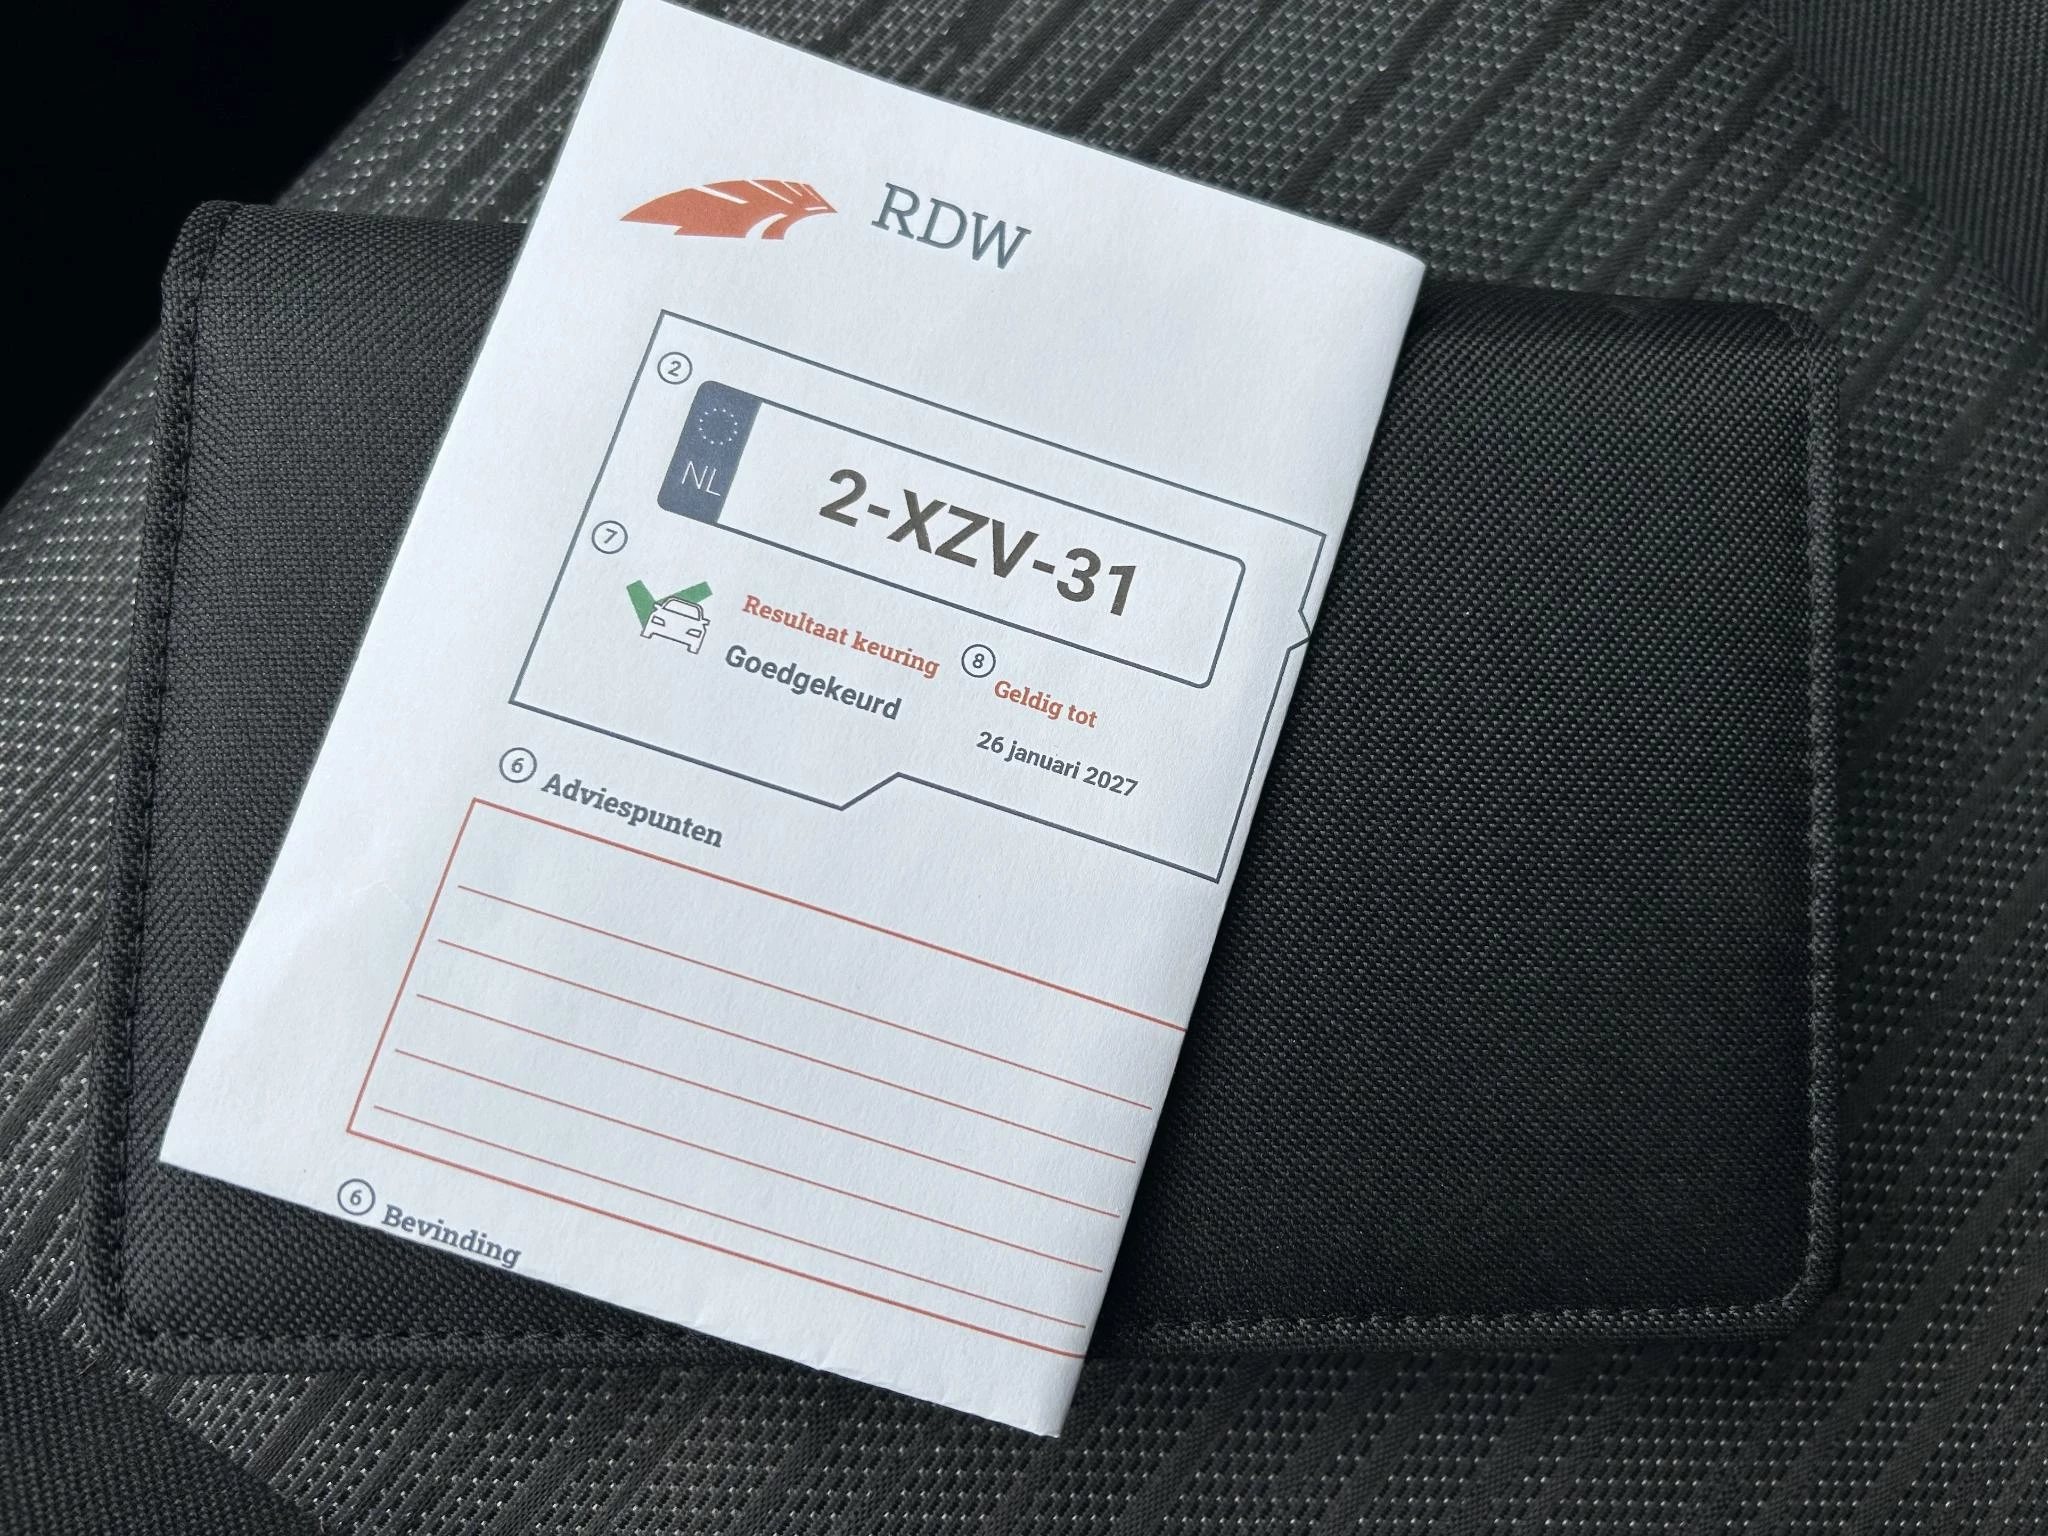 RDW
2
NL
2-XZV-31
7
Resultaat keuring
Goedgekeurd
8
Geldig tot
26 januari 2027
6 Adviespunten
6 Bevinding